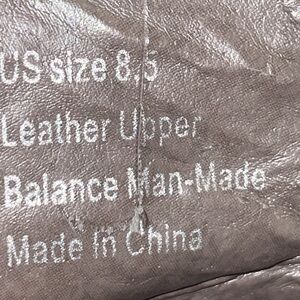 US size 8.5
Leather Upper
Balance Man-Made
Made in China